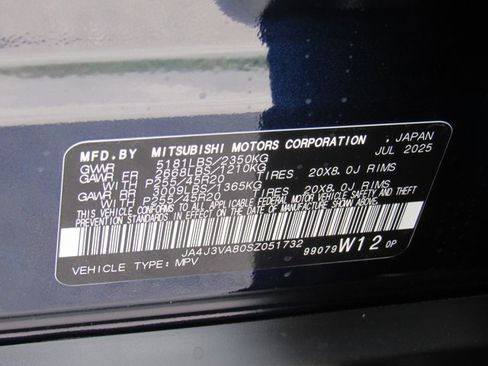 MFD.BY MITSUBISHI MOTORS CORPORATION , JAPAN
JUL 2025
GVWR 5181LBS/2350KG
GAWR FR 2668LBS/1210KG
WITH P255/45R20 TIRES 20X8.0J RIMS
GAWR RR 3009LBS/1365KG
WITH P255/45R20 TIRES 20X8.0J RIMS
THIS VEHICLE CONFORMS TO ALL APPLICABLE FEDERAL MOTOR VEHICLE SAFETY AND
THEFT PREVENTION STANDARDS IN EFFECT ON THE DATE OF MANUFACTURE SHOWN ABOVE.
JA4J3VA80SZ051732
VEHICLE TYPE: MPV 99079 W12 0P